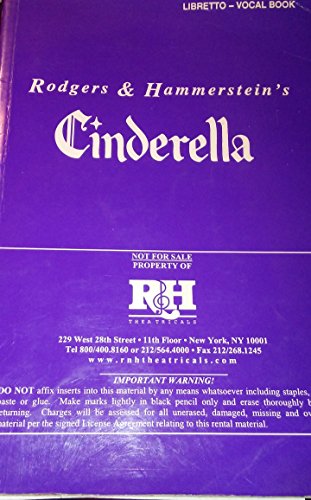 LIBRETTO – VOCAL BOOK
Rodgers & Hammerstein's
Cinderella
NOT FOR SALE
PROPERTY OF
R&H
THEATRICALS
229 West 28th Street • 11th Floor • New York, NY 10001
Tel 800/400.8160 or 212/564.4000 • Fax 212/268.1245
www.rnhtheatricals.com
IMPORTANT WARNING!
DO NOT affix inserts into this material by any means whatsoever including staples,
paste or glue. Make marks lightly in black pencil only and erase thoroughly b
returning. Charges will be assessed for all unerased, damaged, missing and ov
material per the signed License Agreement relating to this rental material.